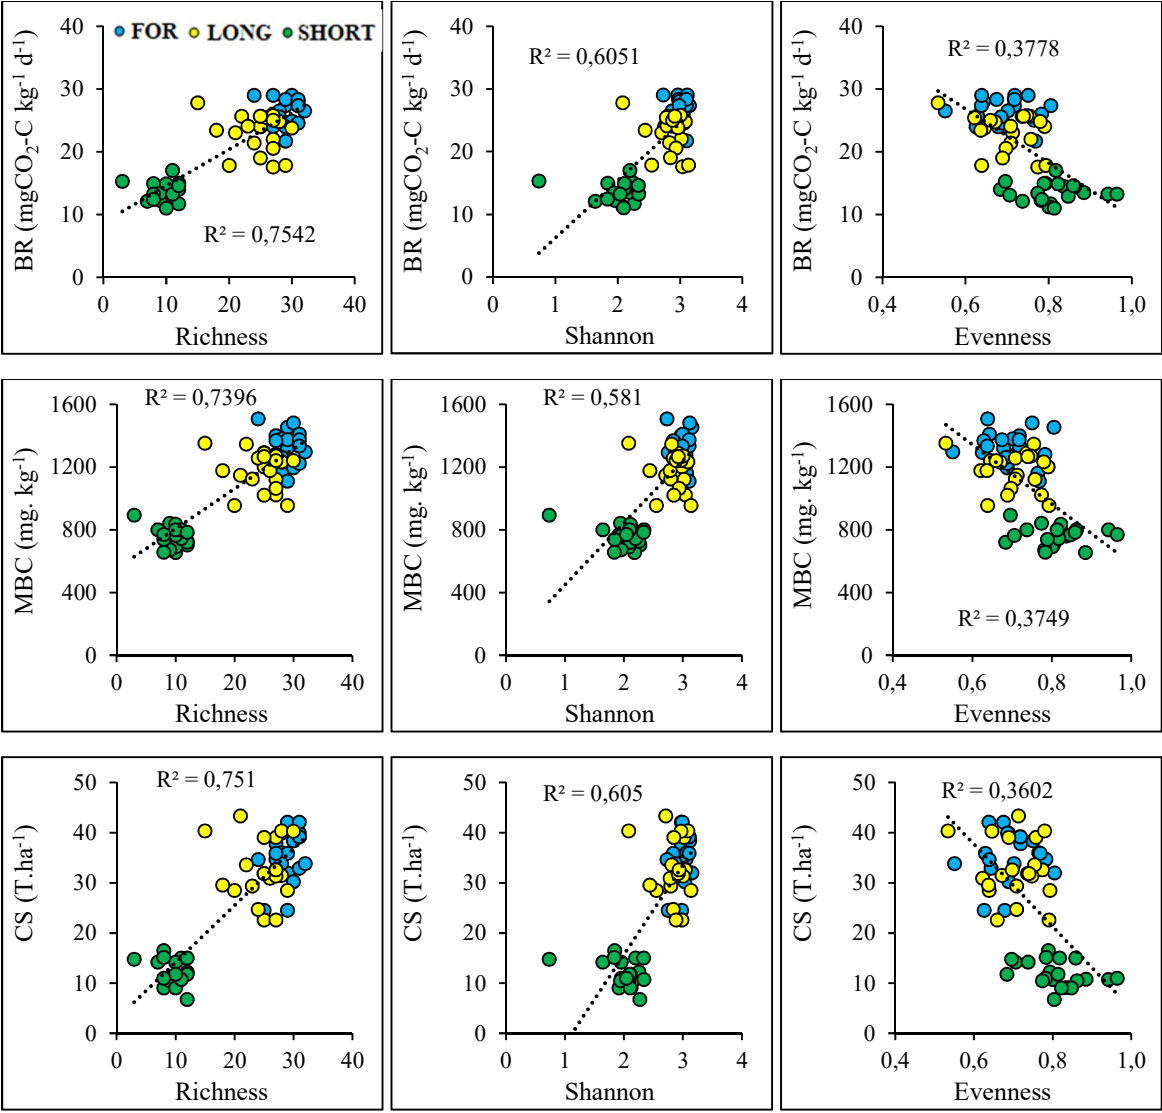 FOR LONG SHORT
BR (mgCO₂-C kg⁻¹ d⁻¹)
40
30
20
10
0
R² = 0,7542
0 10 20 30 40
Richness
BR (mgCO₂-C kg⁻¹ d⁻¹)
40
30
20
10
0
R² = 0,6051
0 1 2 3 4
Shannon
BR (mgCO₂-C kg⁻¹ d⁻¹)
40
30
20
10
0
R² = 0,3778
0,4 0,6 0,8 1,0
Evenness
MBC (mg. kg⁻¹)
1600
1200
800
400
0
R² = 0,7396
0 10 20 30 40
Richness
MBC (mg. kg⁻¹)
1600
1200
800
400
0
R² = 0,581
0 1 2 3 4
Shannon
MBC (mg. kg⁻¹)
1600
1200
800
400
0
R² = 0,3749
0,4 0,6 0,8 1,0
Evenness
CS (T.ha⁻¹)
50
40
30
20
10
0
R² = 0,751
0 10 20 30 40
Richness
CS (T.ha⁻¹)
50
40
30
20
10
0
R² = 0,605
0 1 2 3 4
Shannon
CS (T.ha⁻¹)
50
40
30
20
10
0
R² = 0,3602
0,4 0,6 0,8 1,0
Evenness